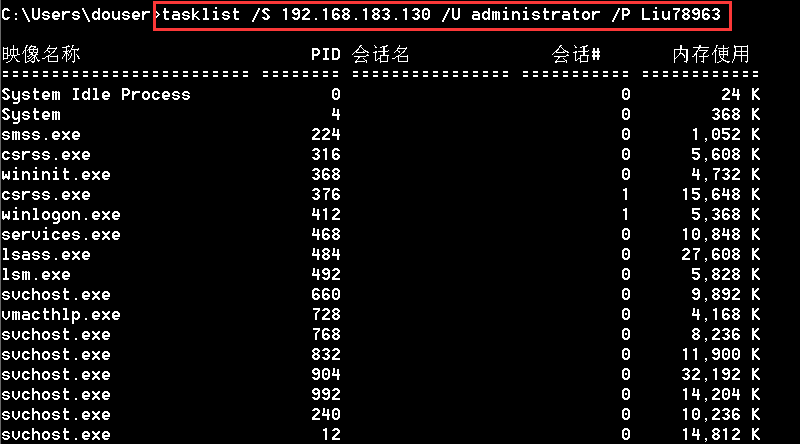 C:\Users\douser>tasklist /S 192.168.183.130 /U administrator /P Liu78963
映像名称 PID 会话名 会话# 内存使用
========================= ======== ================ =========== ============
System Idle Process 0 0 24 K
System 4 0 368 K
smss.exe 224 0 1,052 K
csrss.exe 316 0 5,608 K
wininit.exe 368 0 4,732 K
csrss.exe 376 1 15,648 K
winlogon.exe 412 1 5,368 K
services.exe 468 0 10,848 K
lsass.exe 484 0 27,608 K
lsm.exe 492 0 5,828 K
svchost.exe 660 0 9,892 K
vmacthlp.exe 728 0 4,168 K
svchost.exe 768 0 8,236 K
svchost.exe 832 0 11,900 K
svchost.exe 904 0 32,192 K
svchost.exe 992 0 14,204 K
svchost.exe 240 0 10,236 K
svchost.exe 12 0 14,812 K